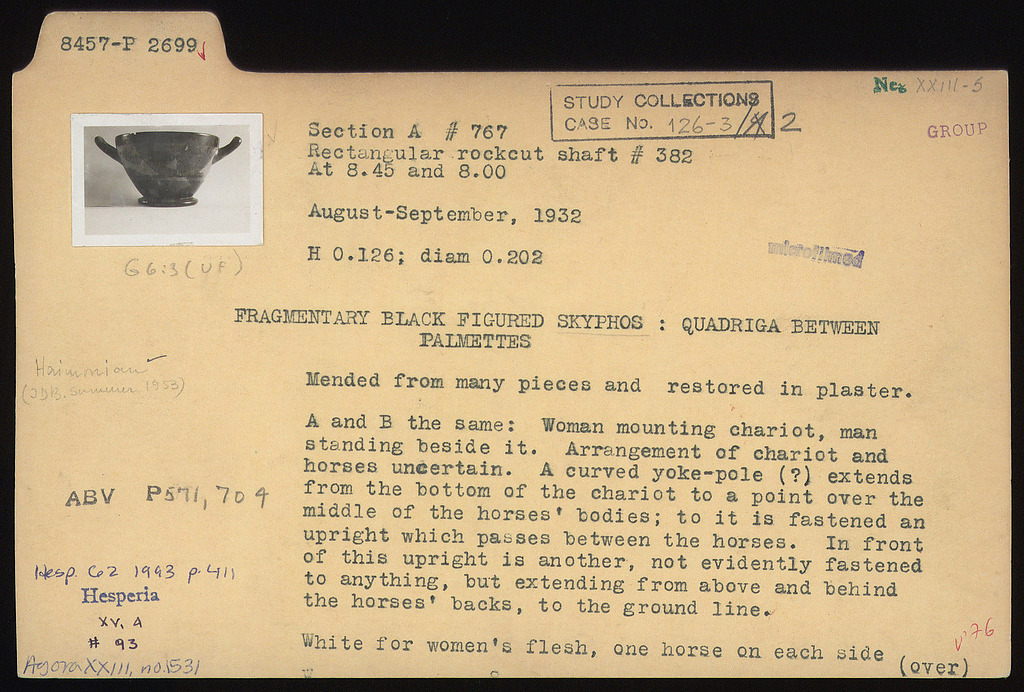 8457-P 2699
Neg XXIII-5
STUDY COLLECTIONS
CASE No. 126-3/ 2
GROUP
Section A # 767
Rectangular rockcut shaft # 382
At 8.45 and 8.00
August-September, 1932
H 0.126; diam 0.202
microfilmed
G 6:3 (UF)
FRAGMENTARY BLACK FIGURED SKYPHOS : QUADRIGA BETWEEN
PALMETTES
Haimonian
(JDB. Summer 1953)
Mended from many pieces and restored in plaster.
A and B the same: Woman mounting chariot, man
standing beside it. Arrangement of chariot and
horses uncertain. A curved yoke-pole (?) extends
from the bottom of the chariot to a point over the
middle of the horses' bodies; to it is fastened an
upright which passes between the horses. In front
of this upright is another, not evidently fastened
to anything, but extending from above and behind
the horses' backs, to the ground line.
White for women's flesh, one horse on each side
(over)
ABV P571, 704
Hesp. 62 1993 p. 411
Hesperia
XV, 4
# 93
Agora XXIII, no. 1531
v'76